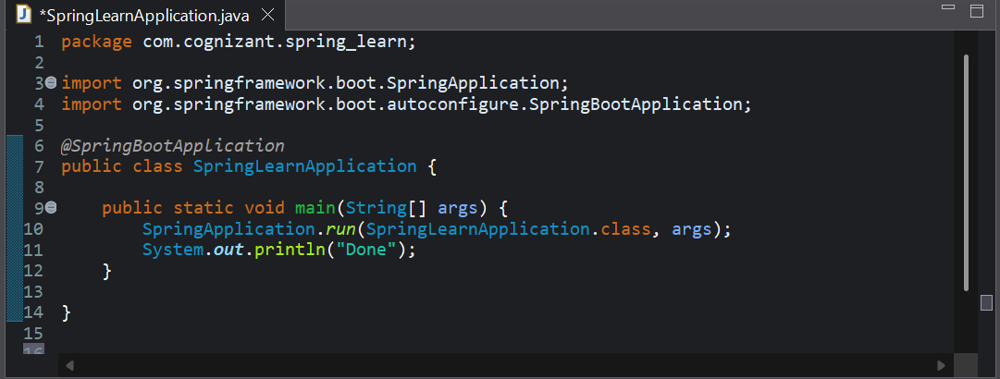 J *SpringLearnApplication.java
1 package com.cognizant.spring_learn;
2
3 import org.springframework.boot.SpringApplication;
4 import org.springframework.boot.autoconfigure.SpringBootApplication;
5
6 @SpringBootApplication
7 public class SpringLearnApplication {
8
9 public static void main(String[] args) {
10 SpringApplication.run(SpringLearnApplication.class, args);
11 System.out.println("Done");
12 }
13
14 }
15
16